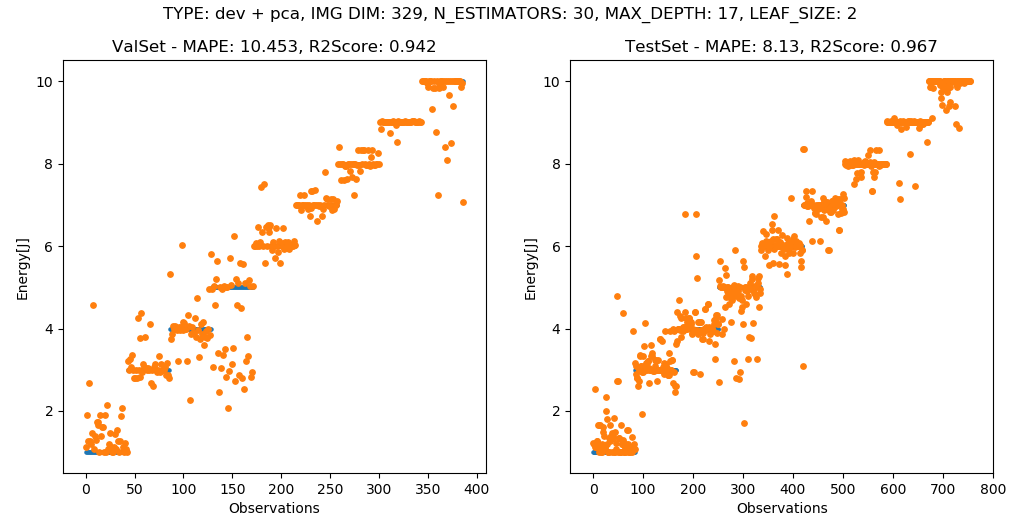 TYPE: dev + pca, IMG DIM: 329, N_ESTIMATORS: 30, MAX_DEPTH: 17, LEAF_SIZE: 2
ValSet - MAPE: 10.453, R2Score: 0.942
Energy[J]
10
8
6
4
2
0 50 100 150 200 250 300 350 400
Observations
TestSet - MAPE: 8.13, R2Score: 0.967
Energy[J]
10
8
6
4
2
0 100 200 300 400 500 600 700 800
Observations